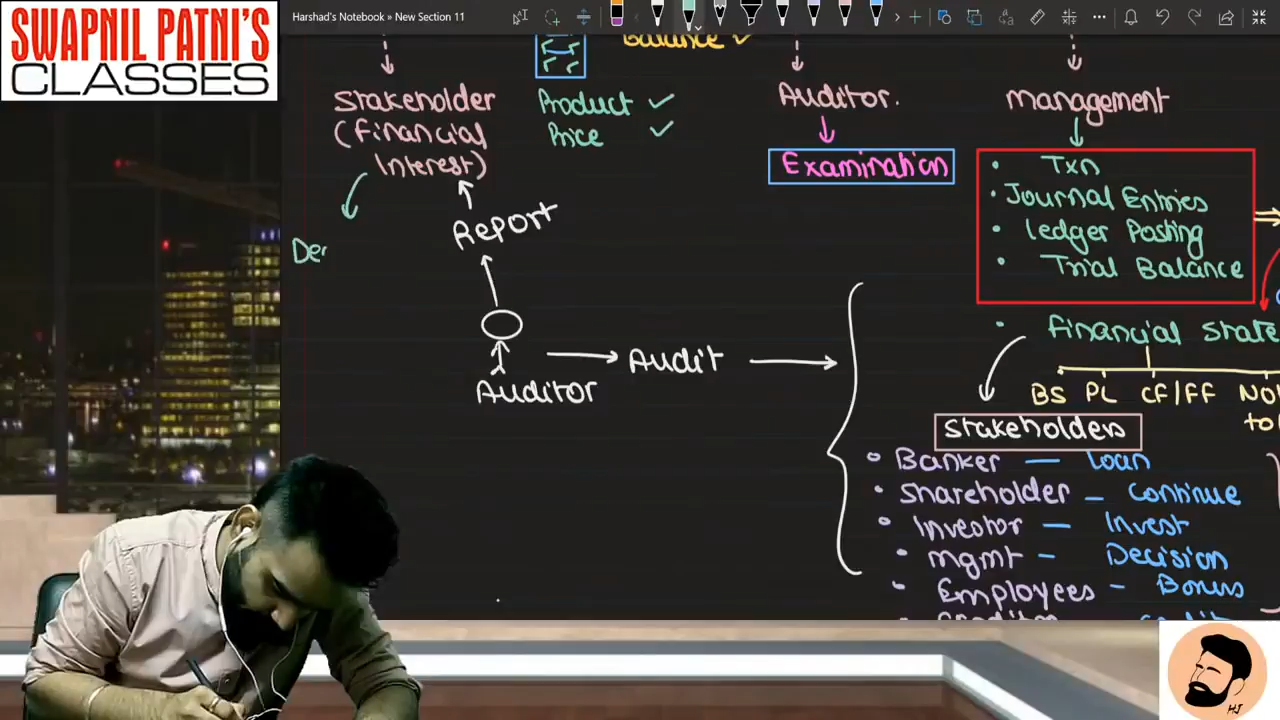 SWAPNIL PATNI'S
CLASSES
Harshad's Notebook » New Section 11
Balance ✓
Stakeholder
(Financial
Interest)
Product ✓
Price ✓
Auditor.
Examination
Management
• Txn
• Journal Entries
• Ledger Posting
• Trial Balance
Report
Auditor
Audit
• Financial State
BS PL CF/FF
Stakeholders
• Banker — Loan
• Shareholder — Continue
• Investor — Invest
• Mgmt — Decision
• Employees — Bonus
HJ